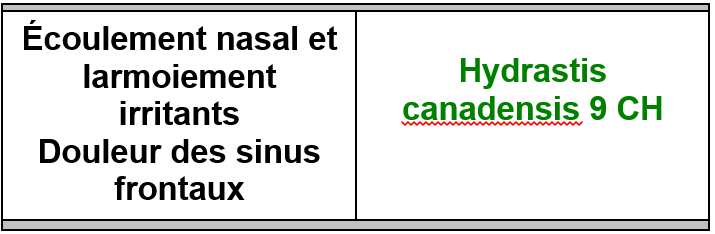 Écoulement nasal et
larmoiement
irritants
Douleur des sinus
frontaux
Hydrastis
canadensis 9 CH